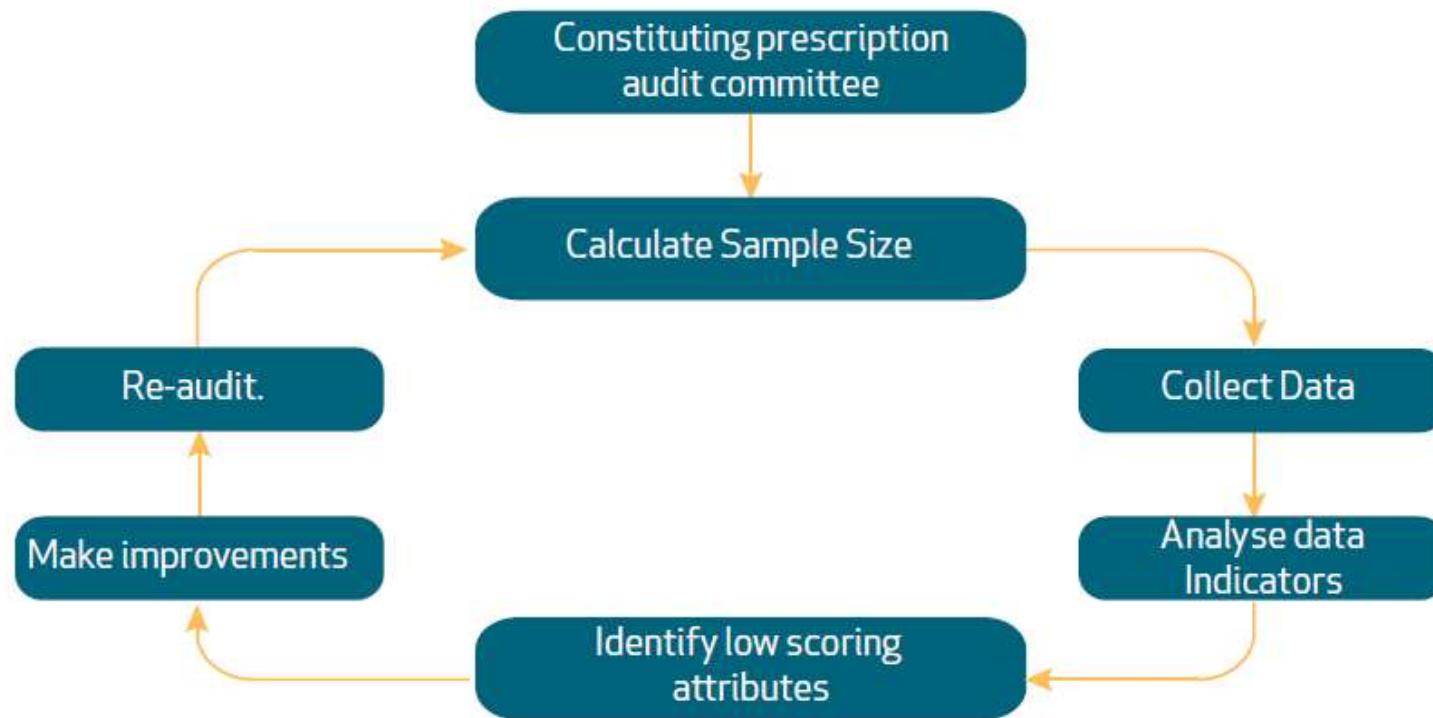 Constituting prescription
audit committee
Calculate Sample Size
Collect Data
Analyse data
Indicators
Identify low scoring
attributes
Make improvements
Re-audit.